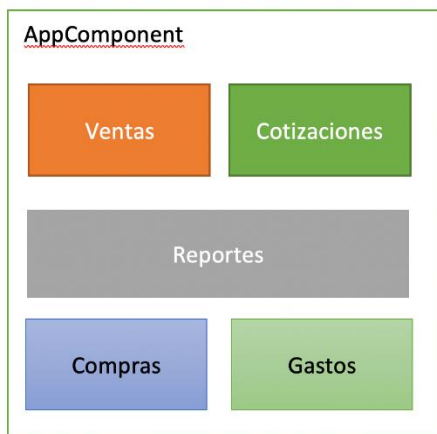 AppComponent
Ventas
Cotizaciones
Reportes
Compras
Gastos